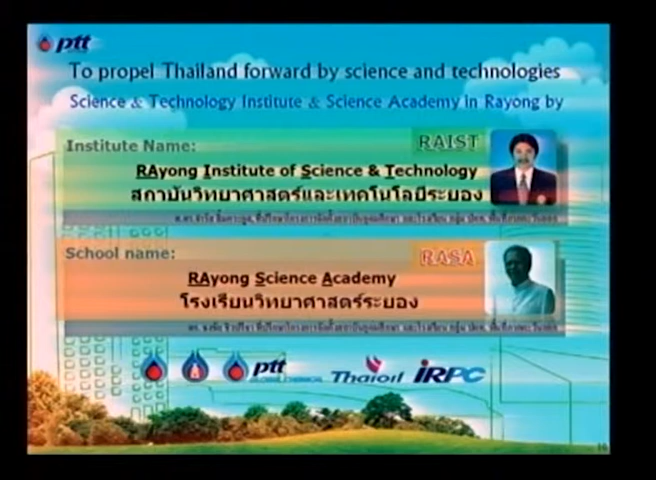 ptt
To propel Thailand forward by science and technologies
Science & Technology Institute & Science Academy in Rayong by
Institute Name:
RAIST
RAyong Institute of Science & Technology
สถาบันวิทยาศาสตร์และเทคโนโลยีระยอง
School name:
RASA
RAyong Science Academy
โรงเรียนวิทยาศาสตร์ระยอง
ptt
GLOBAL CHEMICAL
Thaioil
IRPC